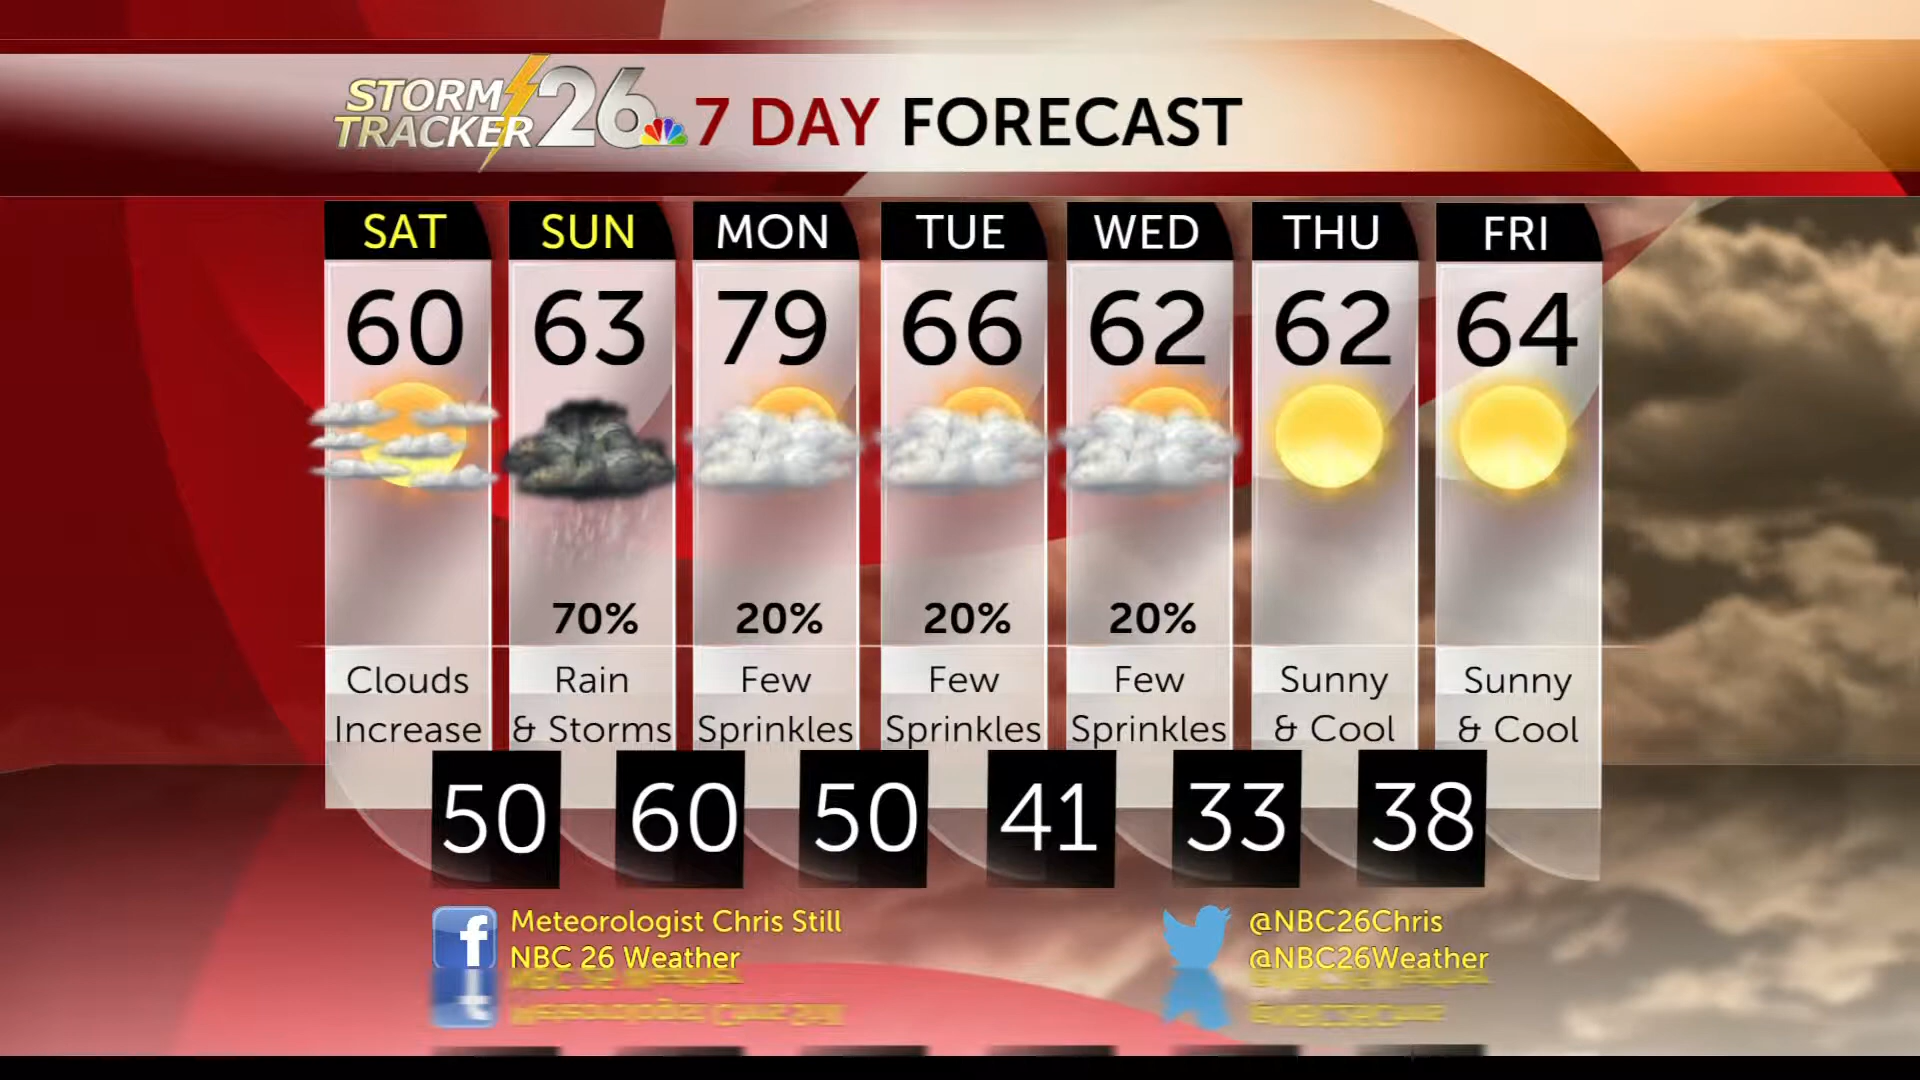 STORM
TRACKER 26 7 DAY FORECAST
SAT SUN MON TUE WED THU FRI
60 63 79 66 62 62 64
70% 20% 20% 20%
Clouds Rain Few Few Few Sunny Sunny
Increase & Storms Sprinkles Sprinkles Sprinkles & Cool & Cool
50 60 50 41 33 38
f Meteorologist Chris Still @NBC26Chris
NBC 26 Weather @NBC26Weather